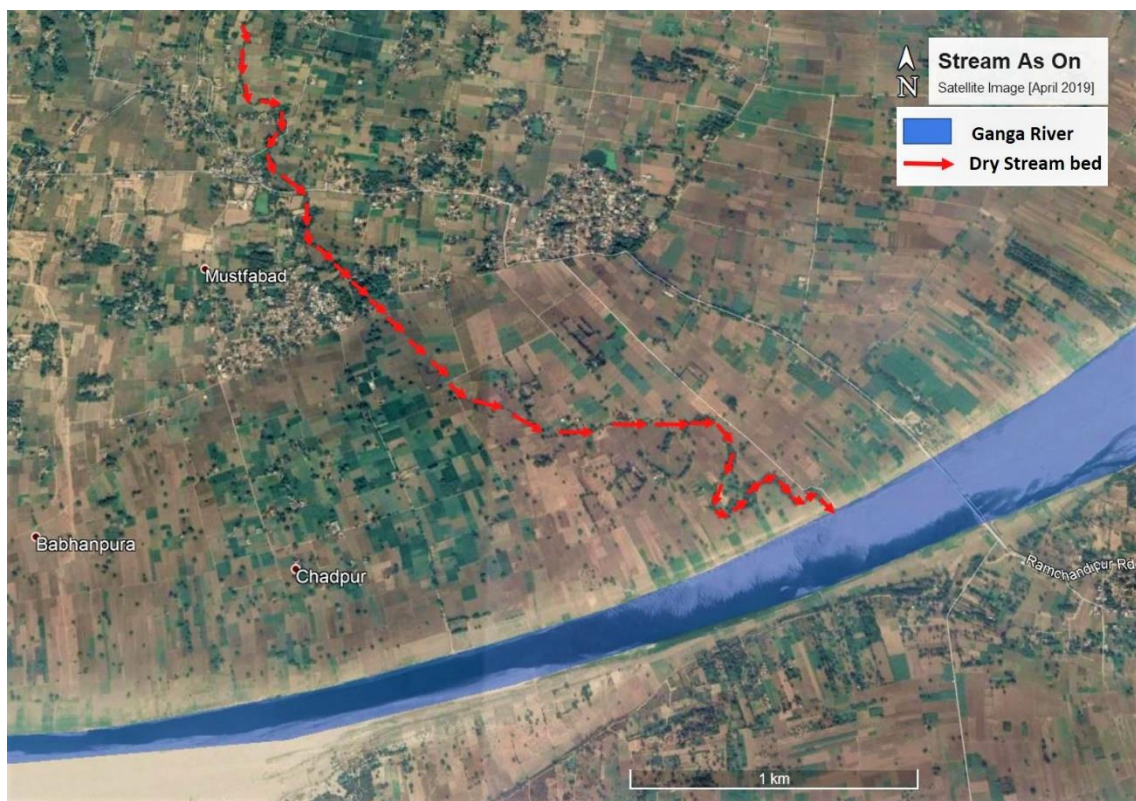 N
Stream As On
Satellite Image [April 2019]
Ganga River
Dry Stream bed
Mustfabad
Babhanpura
Chadpur
Ramchandipur Rd
1 km